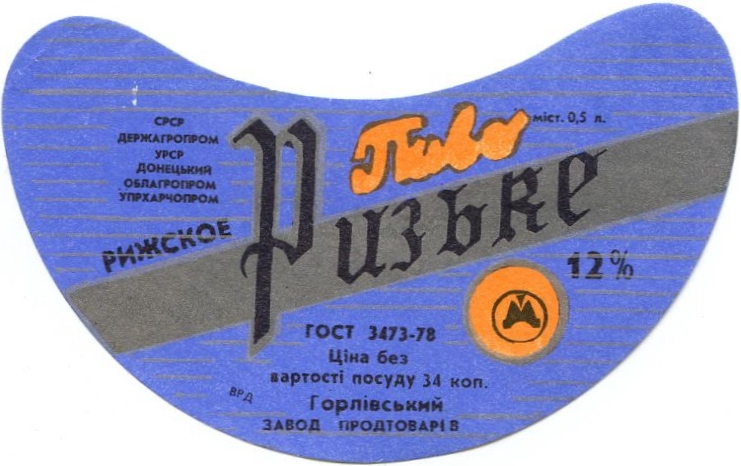 СРСР
ДЕРЖАГРОПРОМ
УРСР
ДОНЕЦЬКИЙ
ОБЛАГРОПРОМ
УПРХАРЧОПРОМ
Пиво
міст. 0,5 л.
Ризьке
РИЖСКОЕ
12%
М
ГОСТ 3473-78
Ціна без
вартості посуду 34 коп.
ВРД
Горлівський
ЗАВОД ПРОДТОВАРІВ